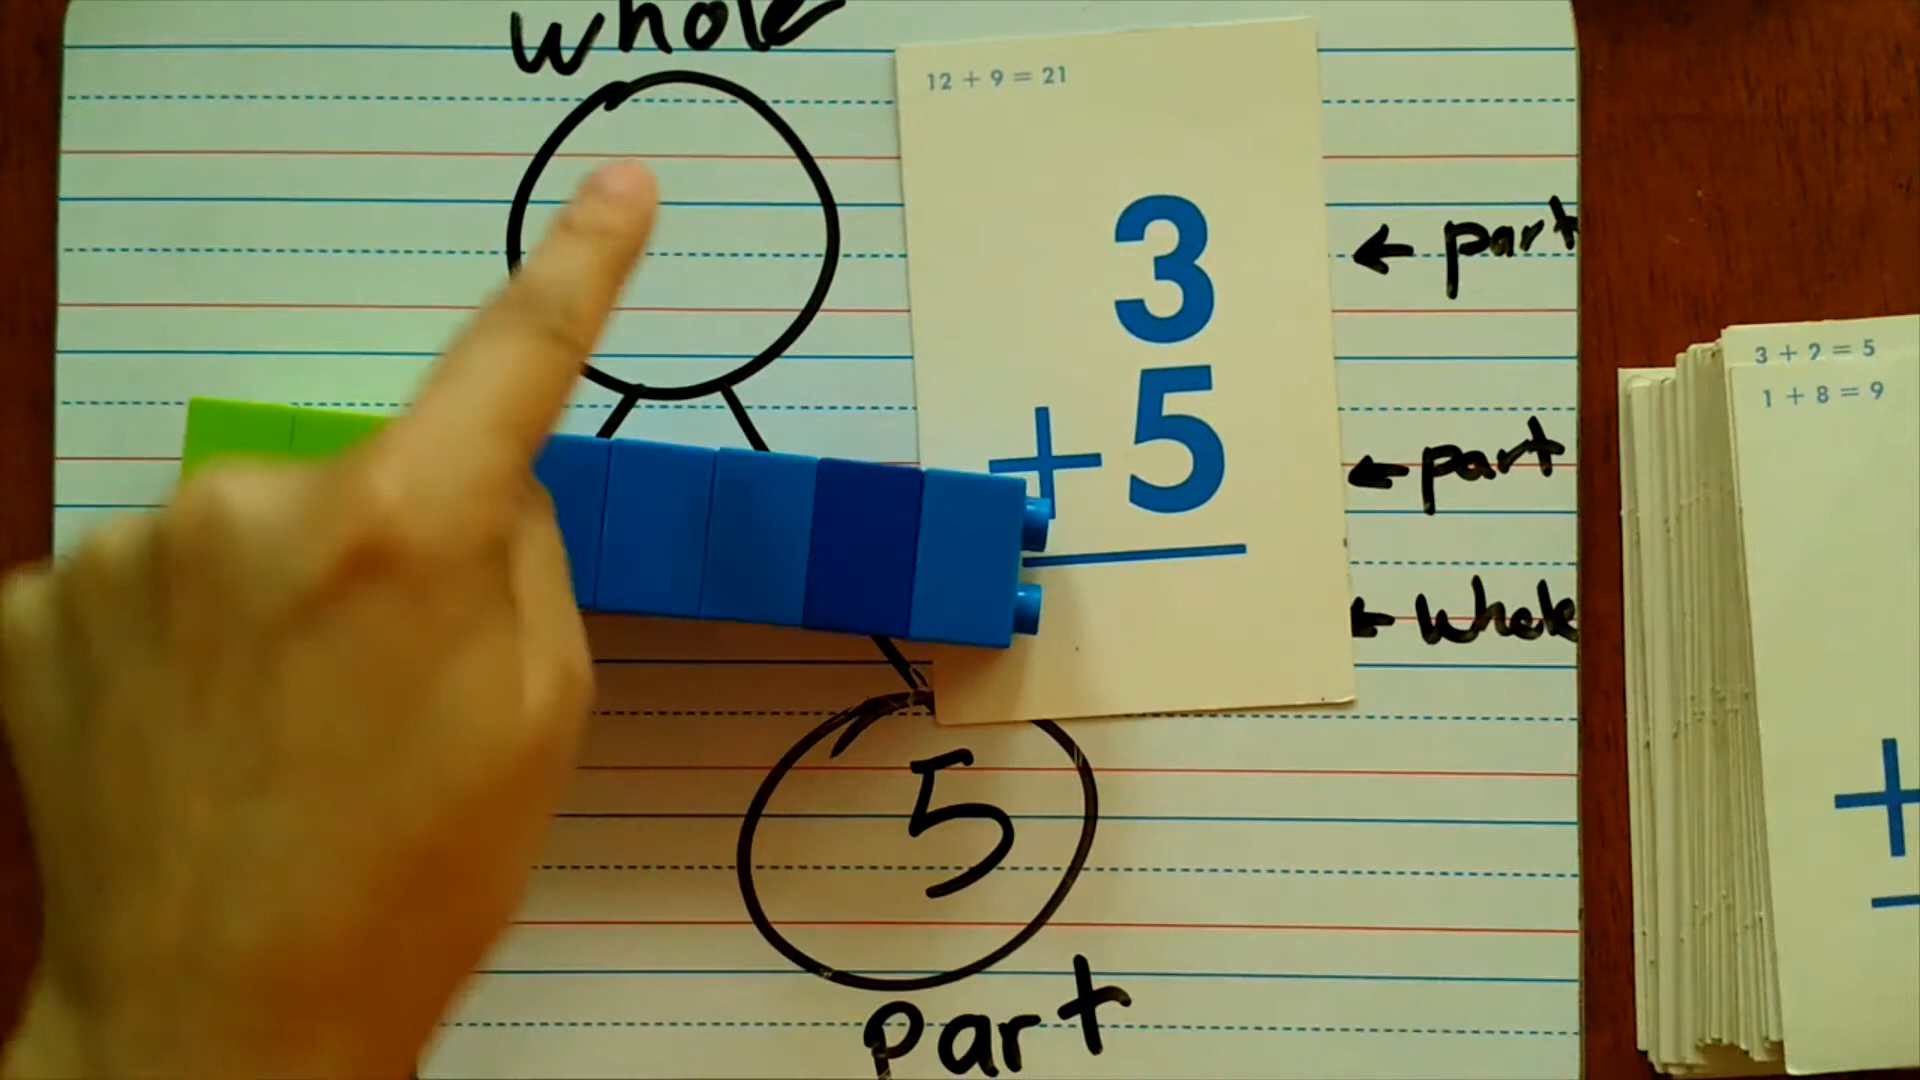 whole
12 + 9 = 21
3
+ 5
← part
← part
← whole
5
part
3 + 2 = 5
1 + 8 = 9
+